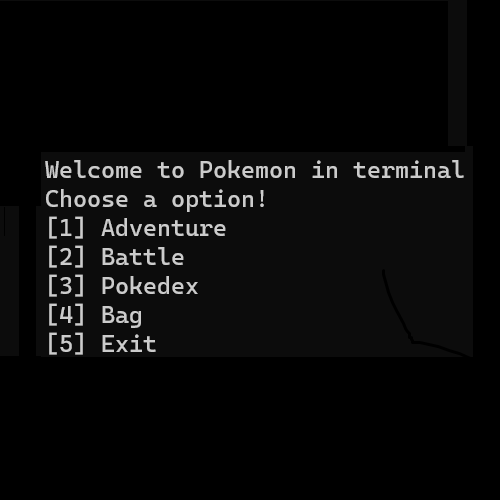 Welcome to Pokemon in terminal
Choose a option!
[1] Adventure
[2] Battle
[3] Pokedex
[4] Bag
[5] Exit